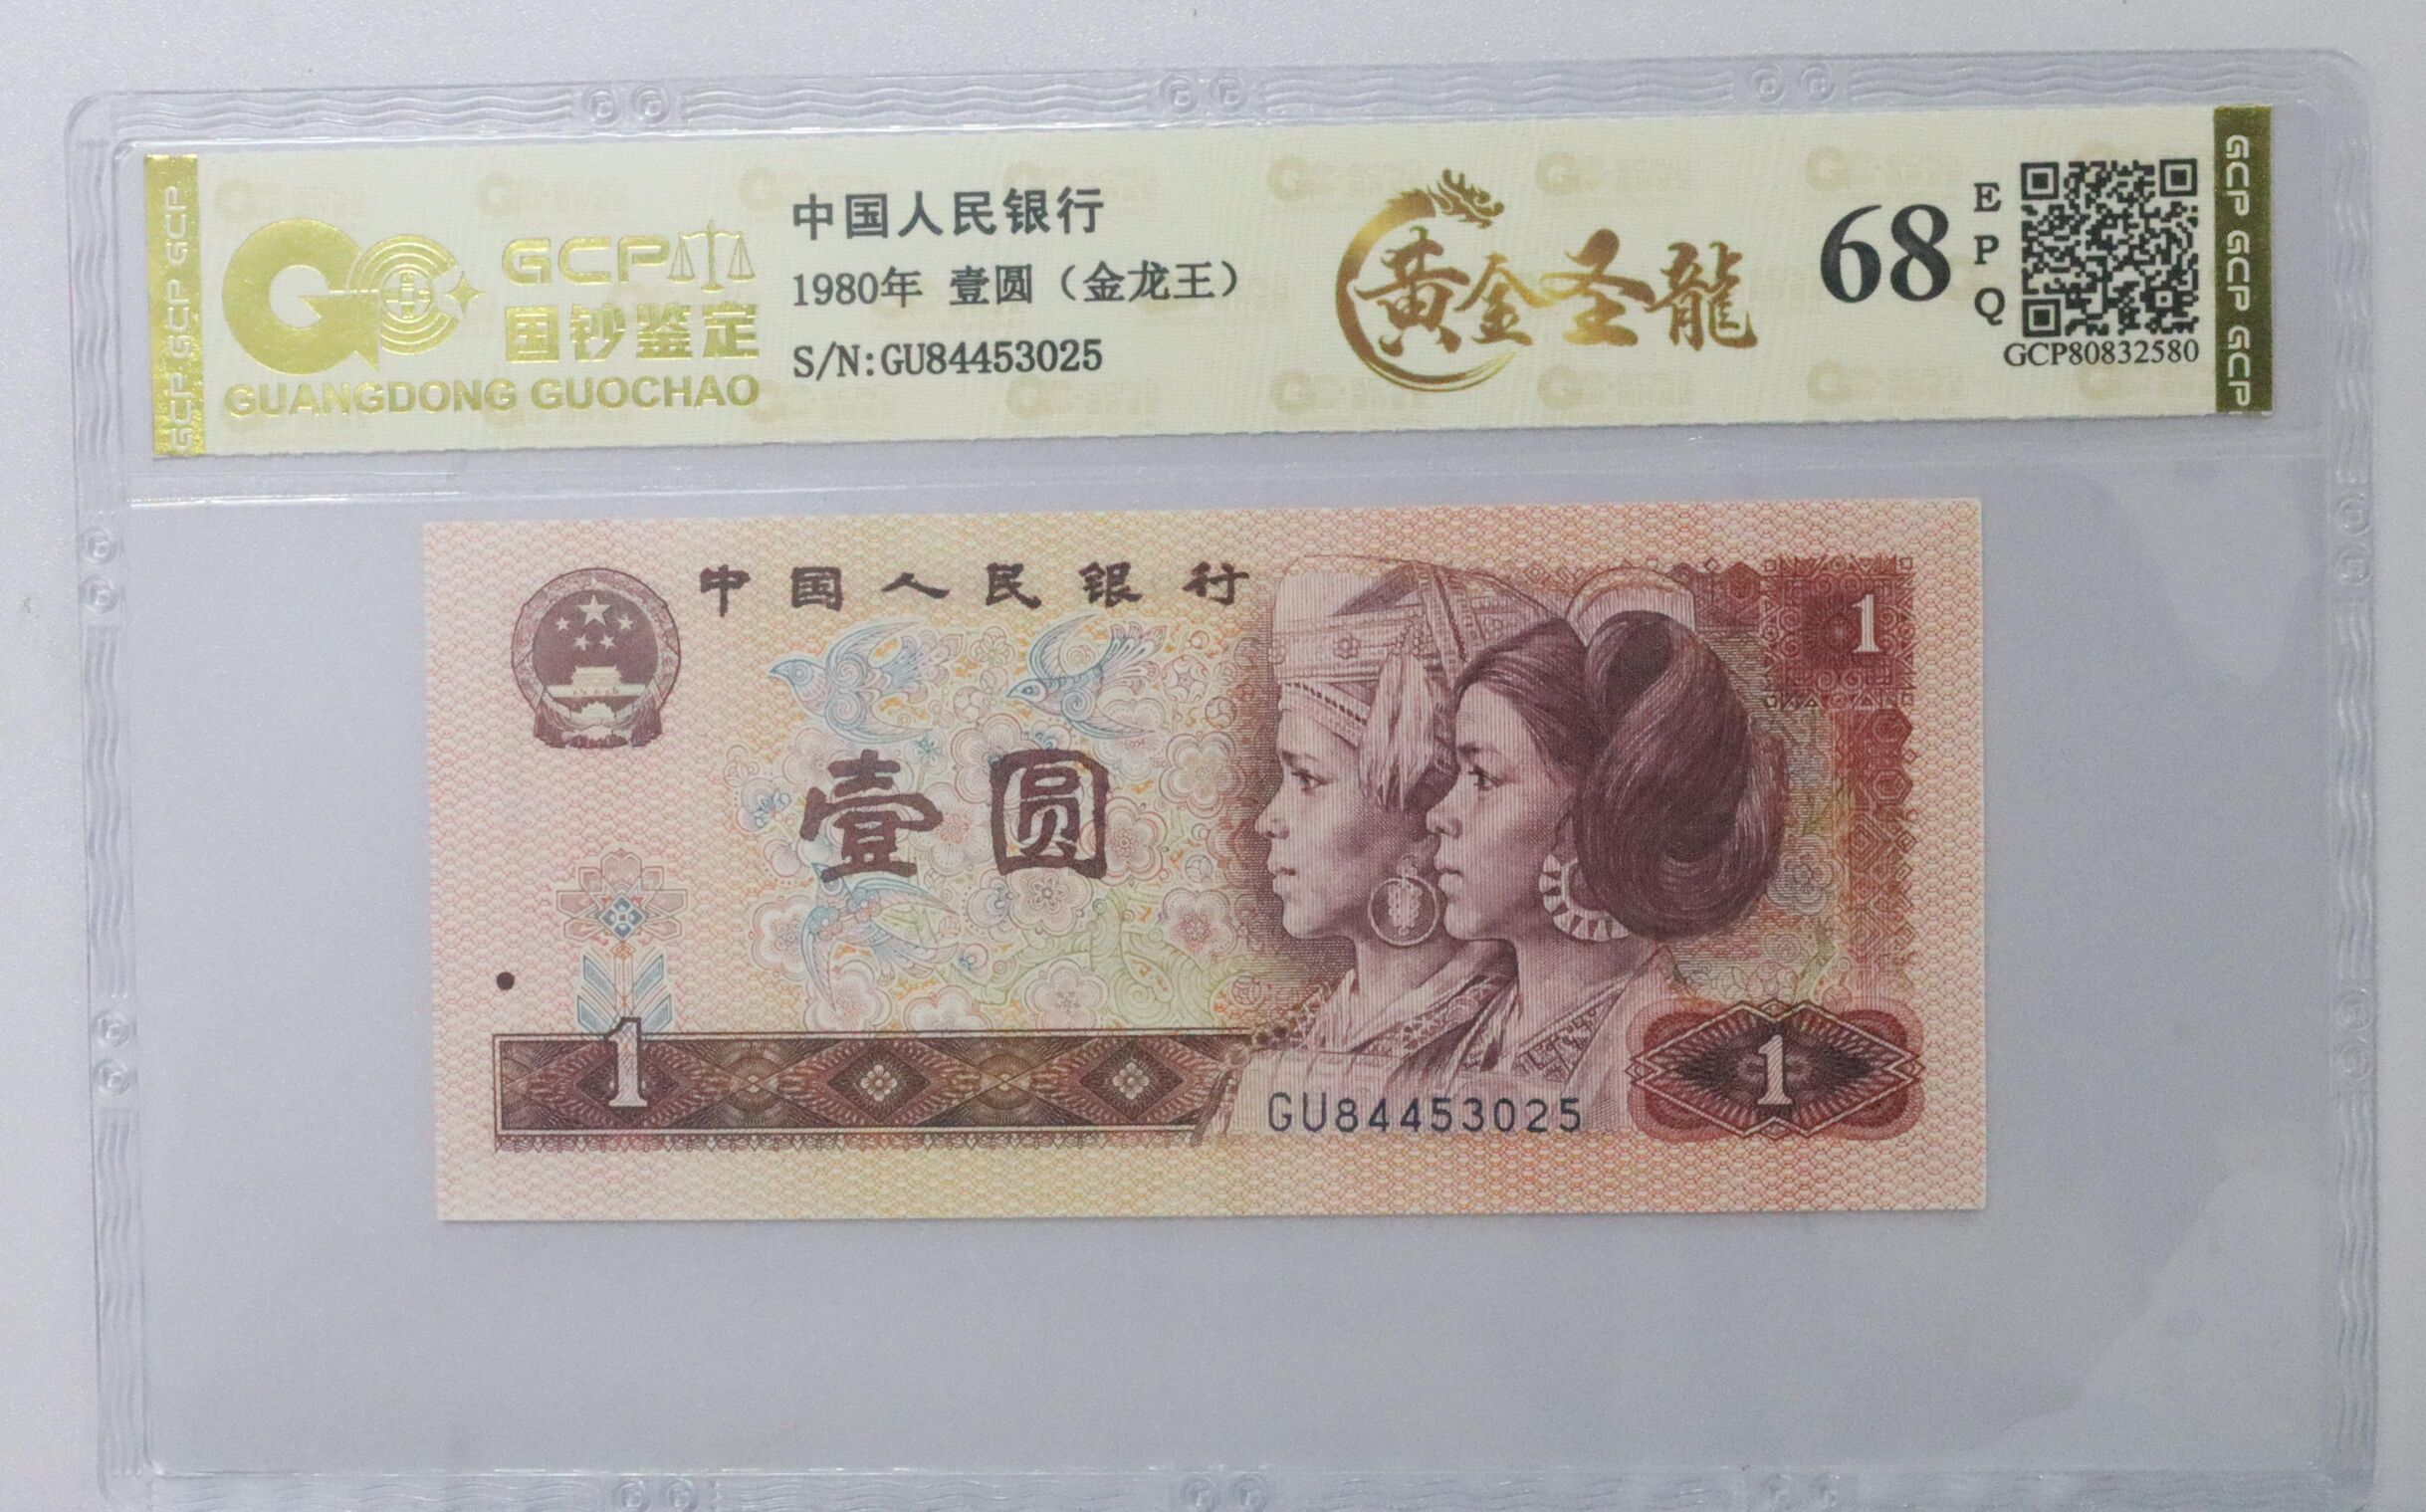 GCP GCP GCP
GCP
国钞鉴定
GUANGDONG GUOCHAO
中国人民银行
1980年 壹圆（金龙王）
S/N:GU84453025
黄金圣龍
68
E
P
Q
GCP80832580
GCP GCP GCP
中国人民银行
1
壹圆
1
GU84453025
1